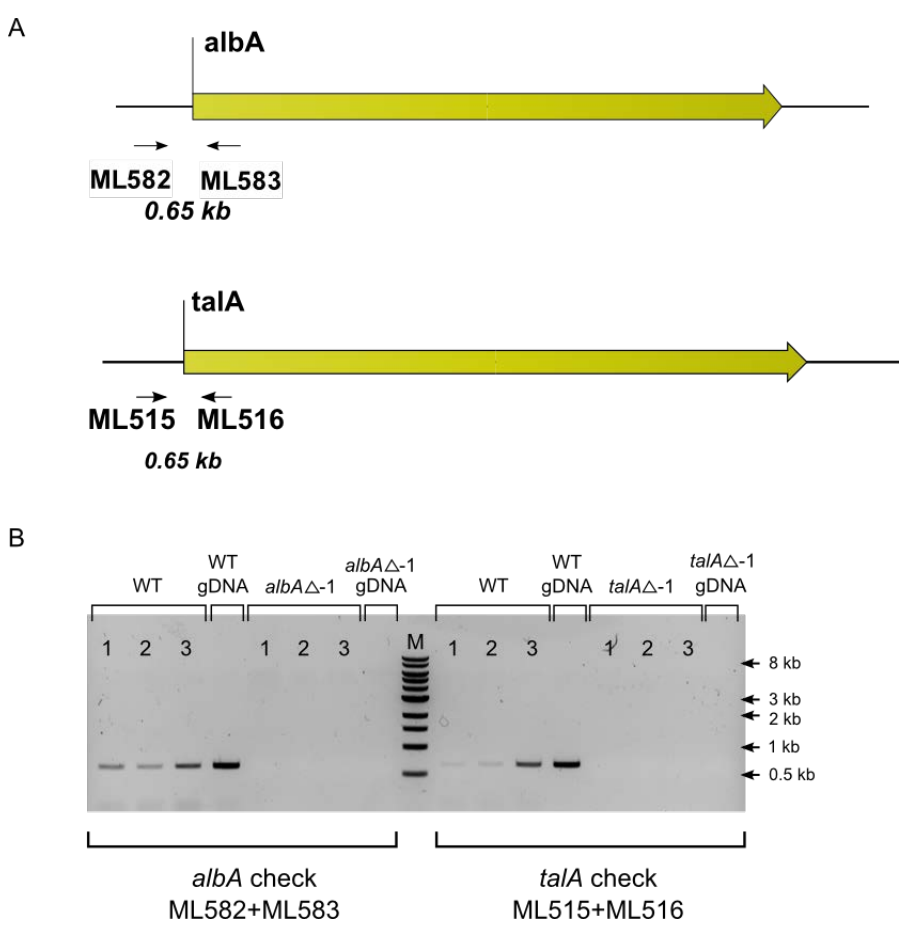 A
albA
ML582 ML583
0.65 kb
talA
ML515 ML516
0.65 kb
B
WT WT gDNA albA△-1 albA△-1 gDNA WT WT gDNA talA△-1 talA△-1 gDNA
1 2 3 1 2 3 M 1 2 3 1 2 3
8 kb
3 kb
2 kb
1 kb
0.5 kb
albA check talA check
ML582+ML583 ML515+ML516